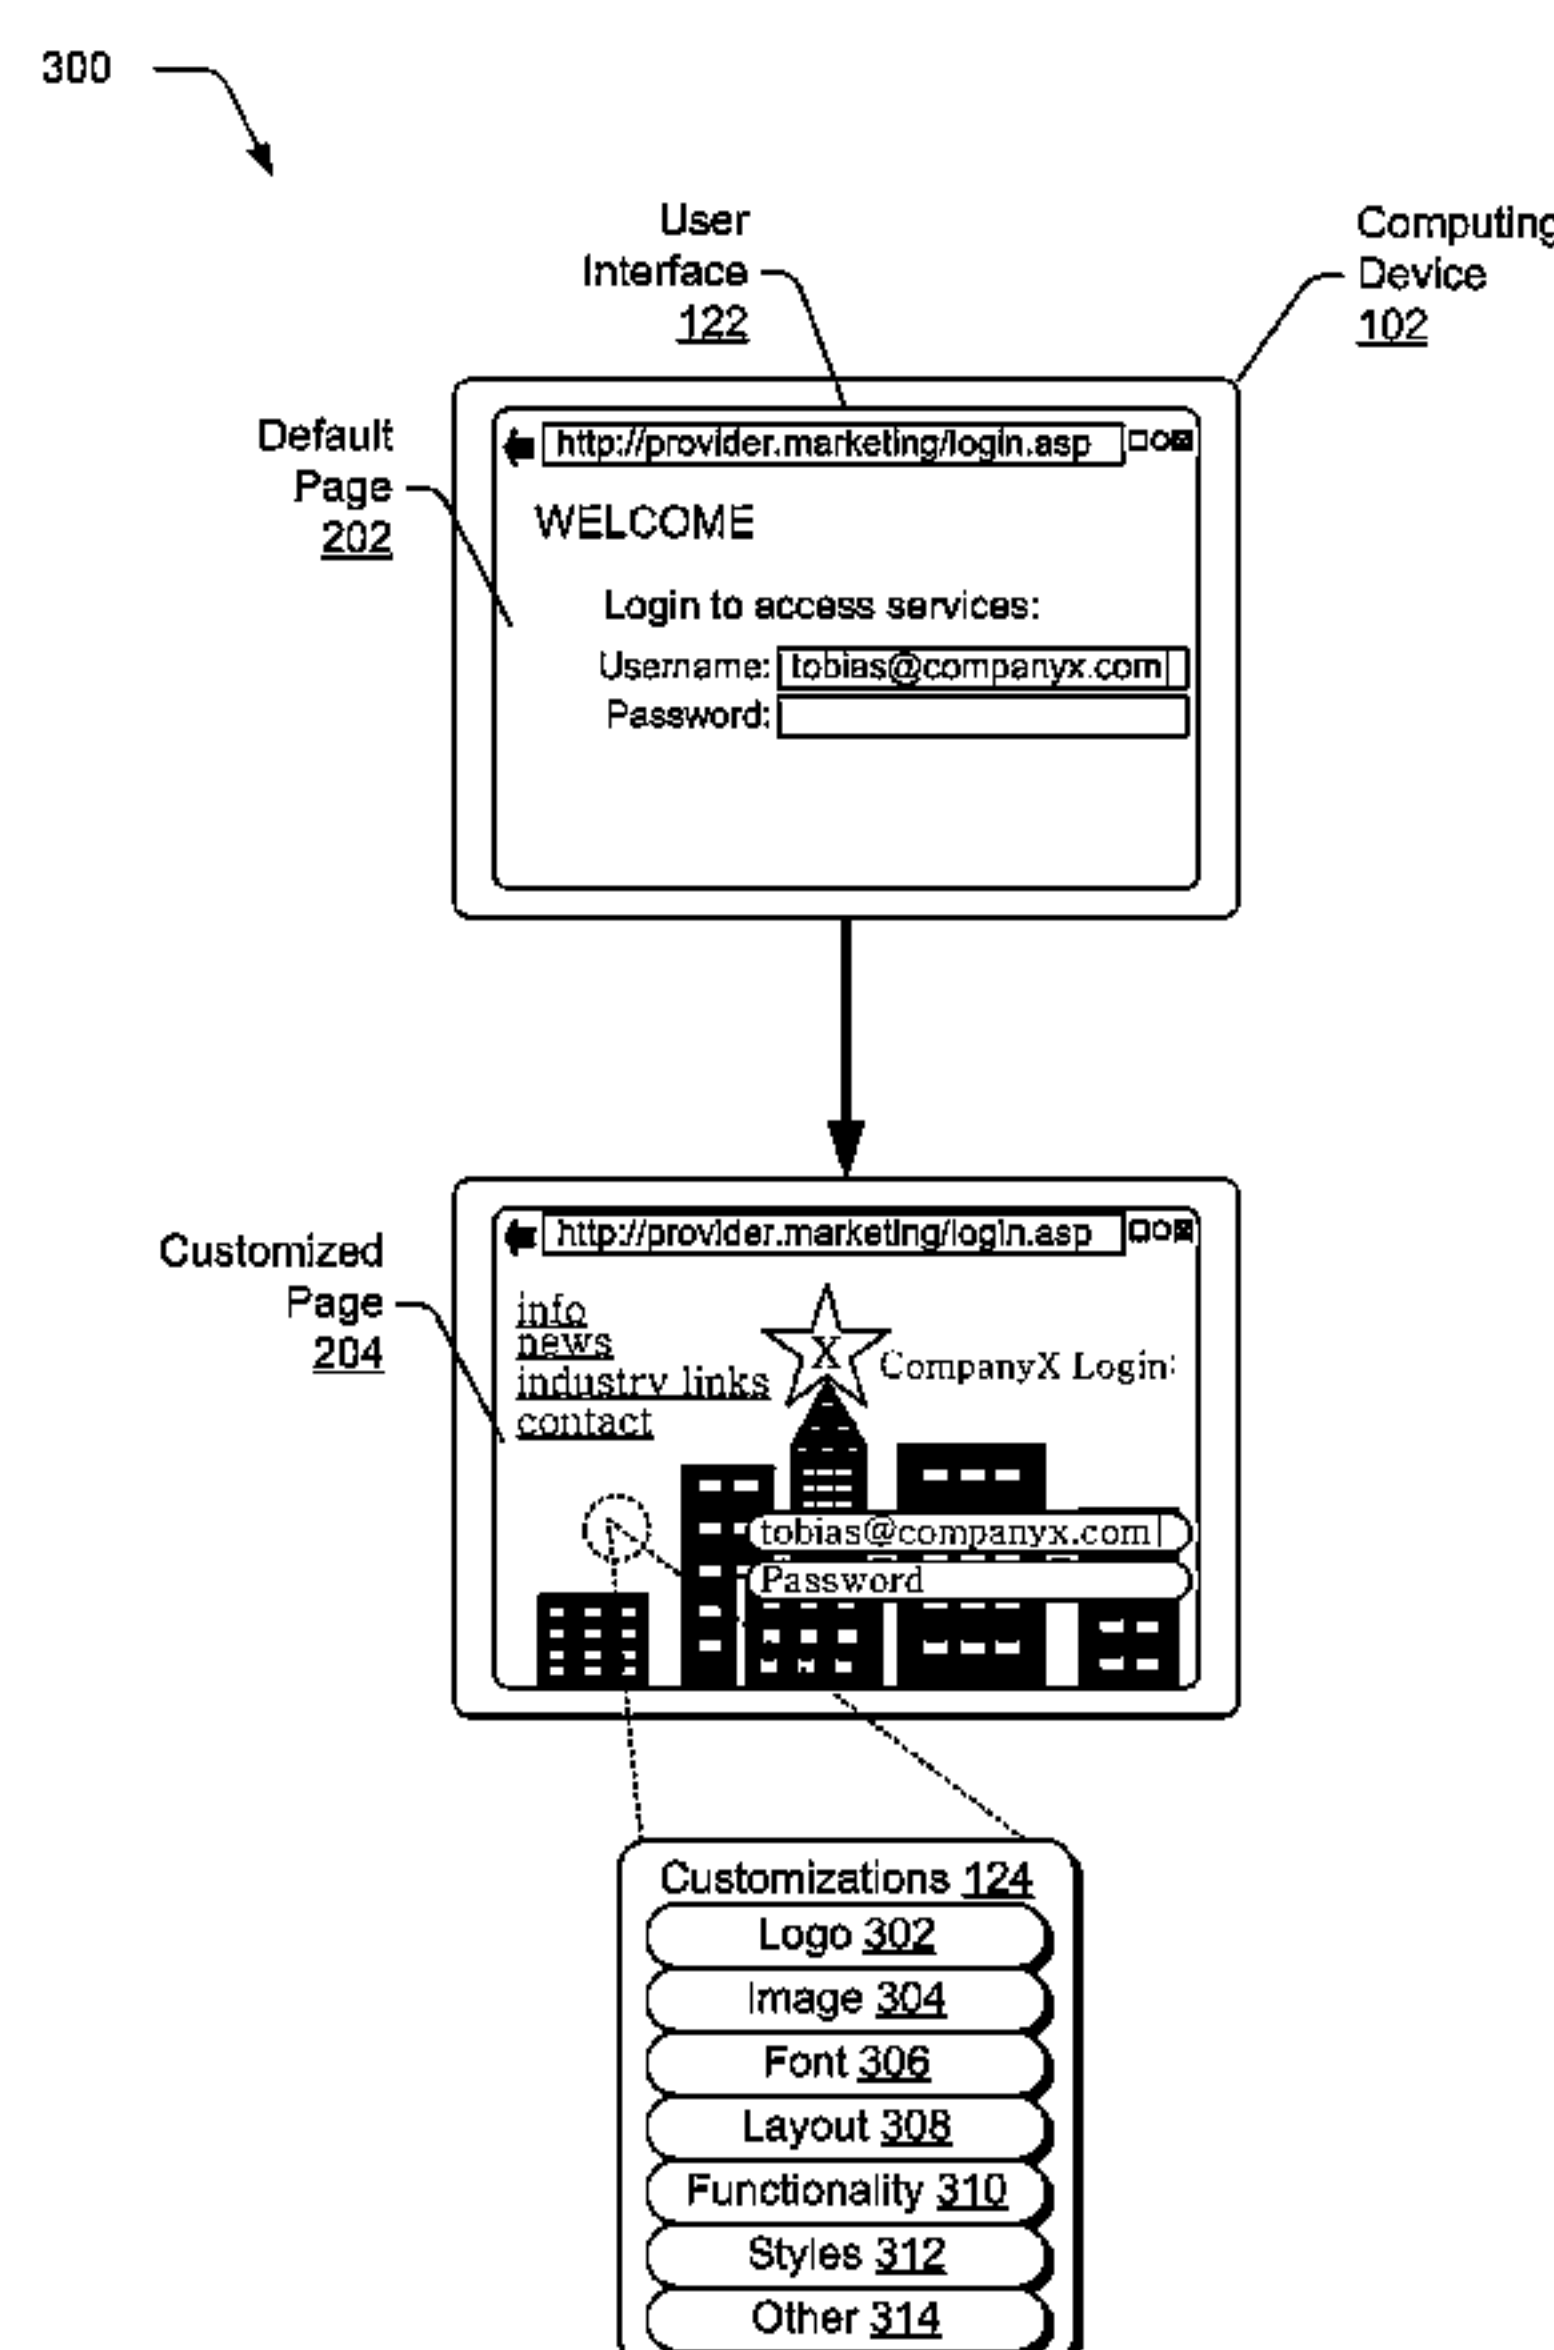 300
User
Interface
122
Computing
Device
102
Default
Page
202
http://provider.marketing/login.asp
WELCOME
Login to access services:
Username: tobias@companyx.com
Password:
Customized
Page
204
http://provider.marketing/login.asp
info
news
industry links
contact
X
CompanyX Login:
tobias@companyx.com
Password
Customizations 124
Logo 302
Image 304
Font 306
Layout 308
Functionality 310
Styles 312
Other 314